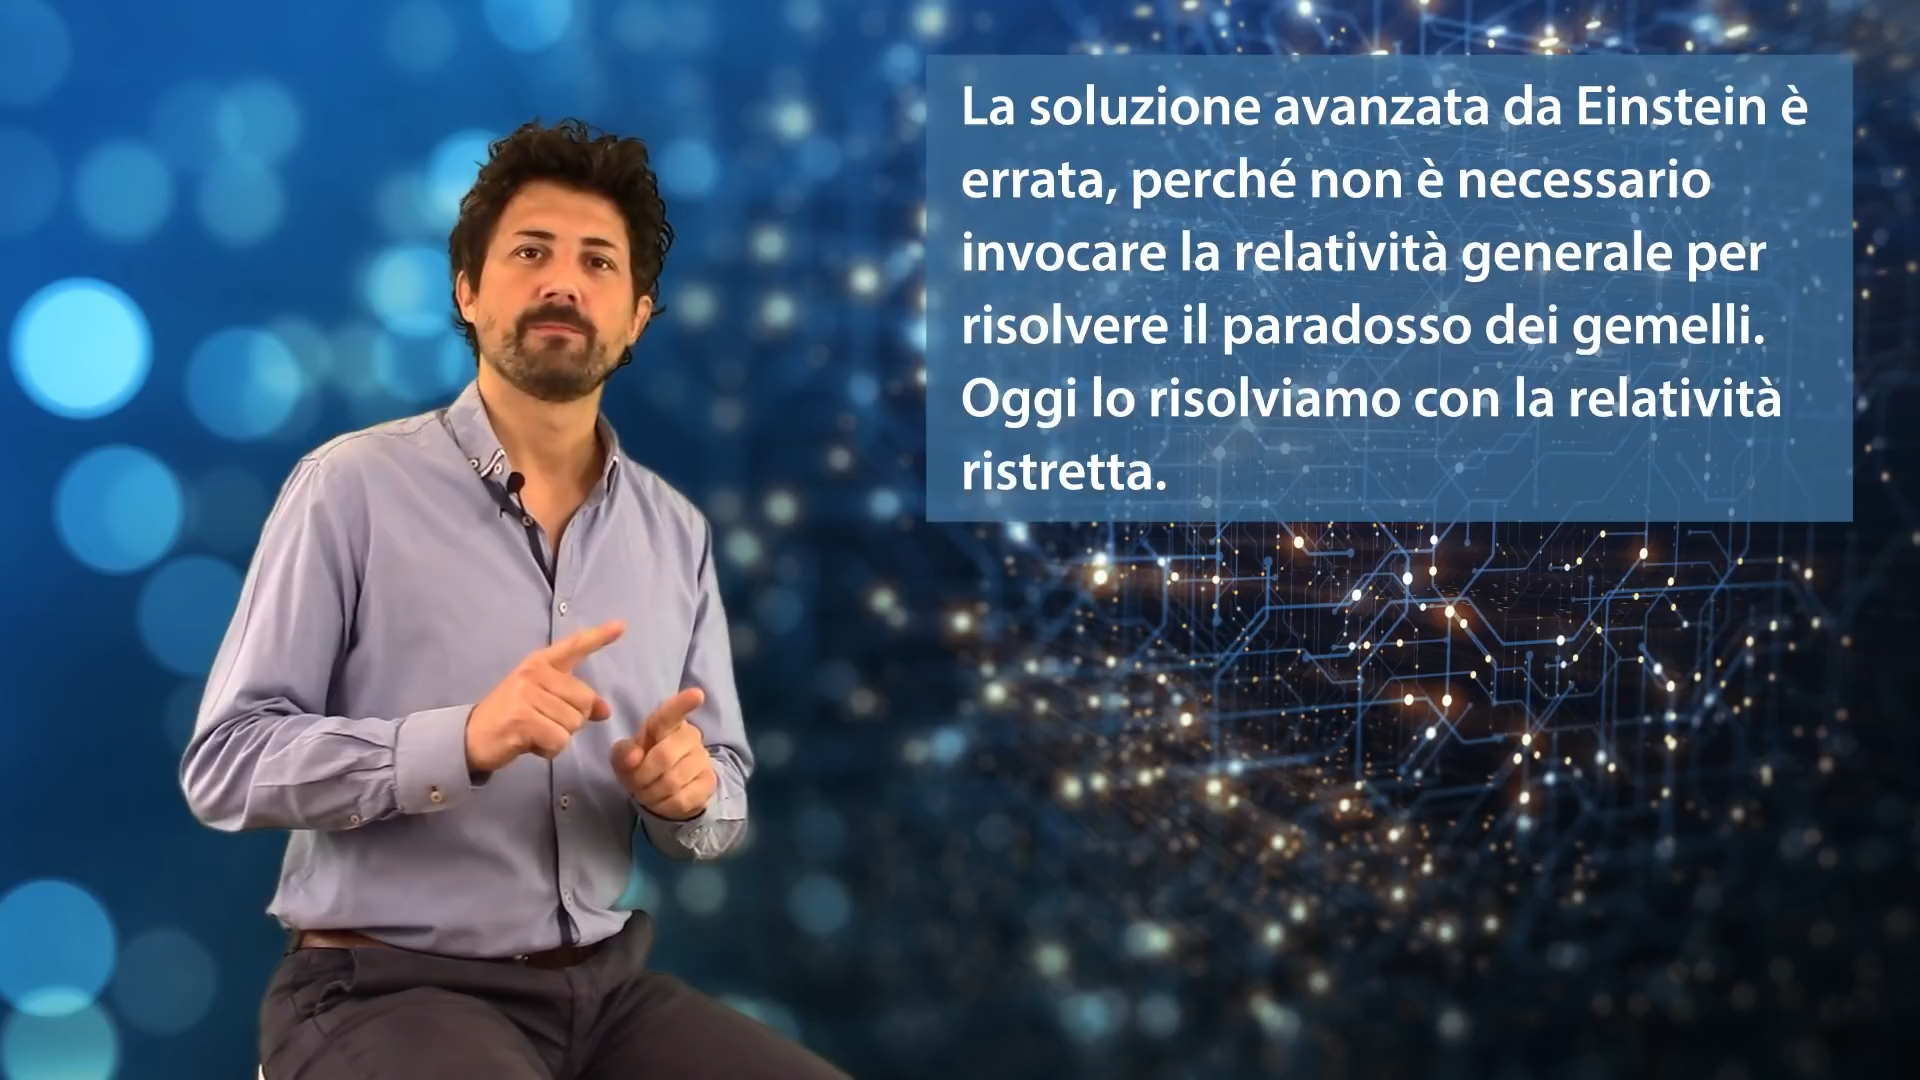 La soluzione avanzata da Einstein è
errata, perché non è necessario
invocare la relatività generale per
risolvere il paradosso dei gemelli.
Oggi lo risolviamo con la relatività
ristretta.